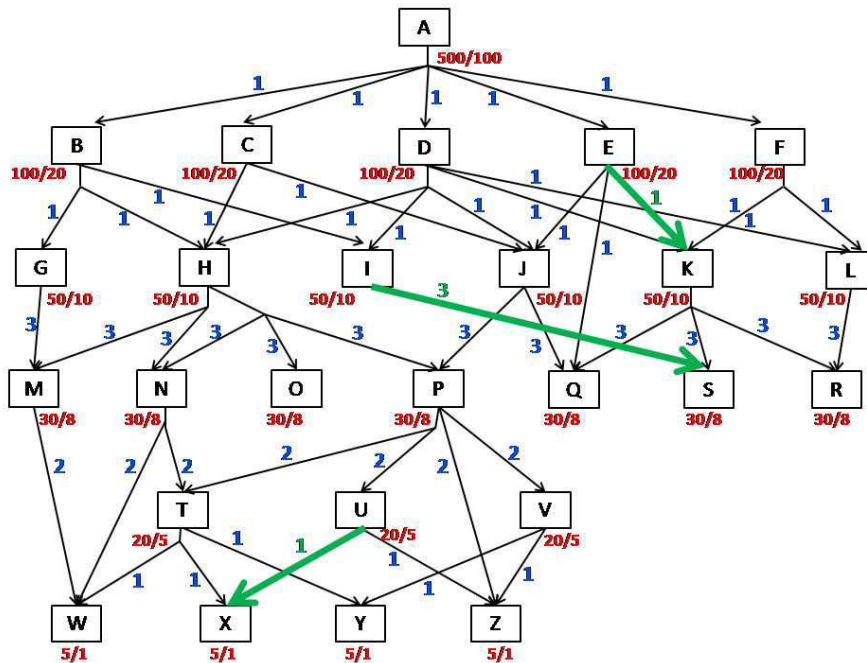 A
500/100
1 1 1 1 1
B C D E F
100/20 100/20 100/20 100/20 100/20
1 1 1 1 1 1 1 1 1 1 1 1 1 1
G H I J K L
50/10 50/10 50/10 50/10 50/10 50/10
3 3 3 3 3 3 3 3 3 3 3 3
M N O P Q S R
30/8 30/8 30/8 30/8 30/8 30/8 30/8
2 2 2 2 2 2 2
T U V
20/5 20/5 20/5
1 1 1 1 1 1 1
W X Y Z
5/1 5/1 5/1 5/1